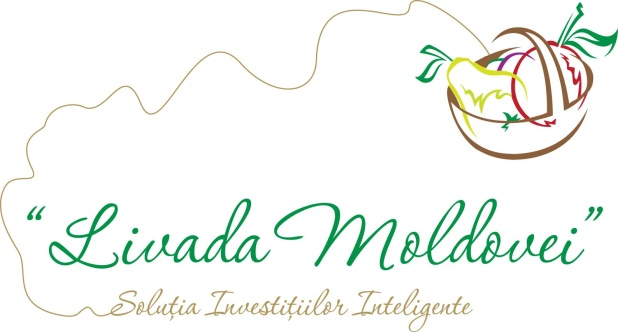 “Livada Moldovei”
Soluția Investițiilor Inteligente